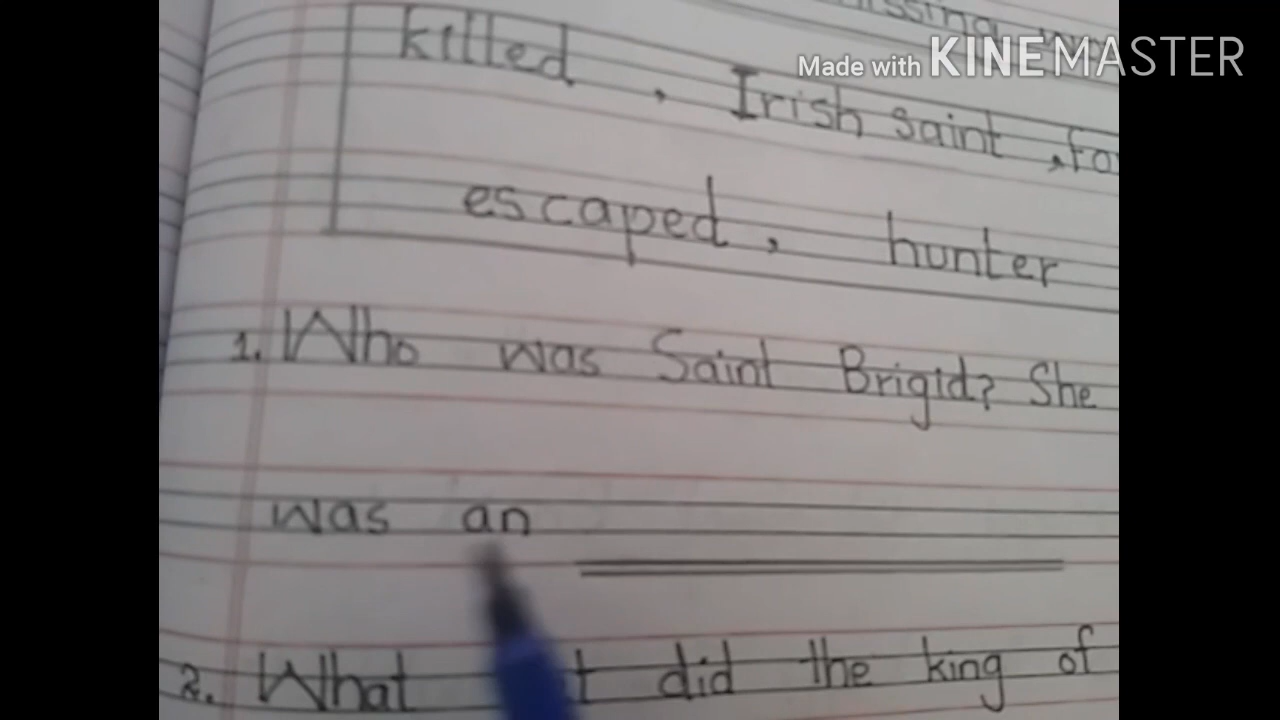 Made with KINEMASTER
killed , Irish saint ,
escaped , hunter
1. Who was Saint Brigid? She
was an
2. What did the king of